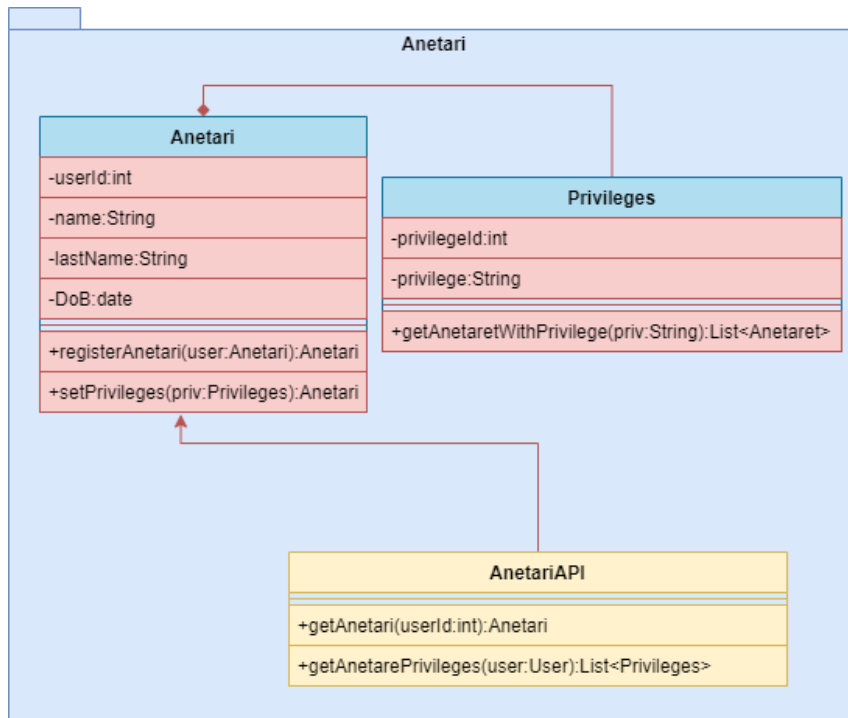 Anetari
Anetari
-userId:int
-name:String
-lastName:String
-DoB:date
+registerAnetari(user:Anetari):Anetari
+setPrivileges(priv:Privileges):Anetari
Privileges
-privilegeId:int
-privilege:String
+getAnetaretWithPrivilege(priv:String):List<Anetaret>
AnetariAPI
+getAnetari(userId:int):Anetari
+getAnetarePrivileges(user:User):List<Privileges>